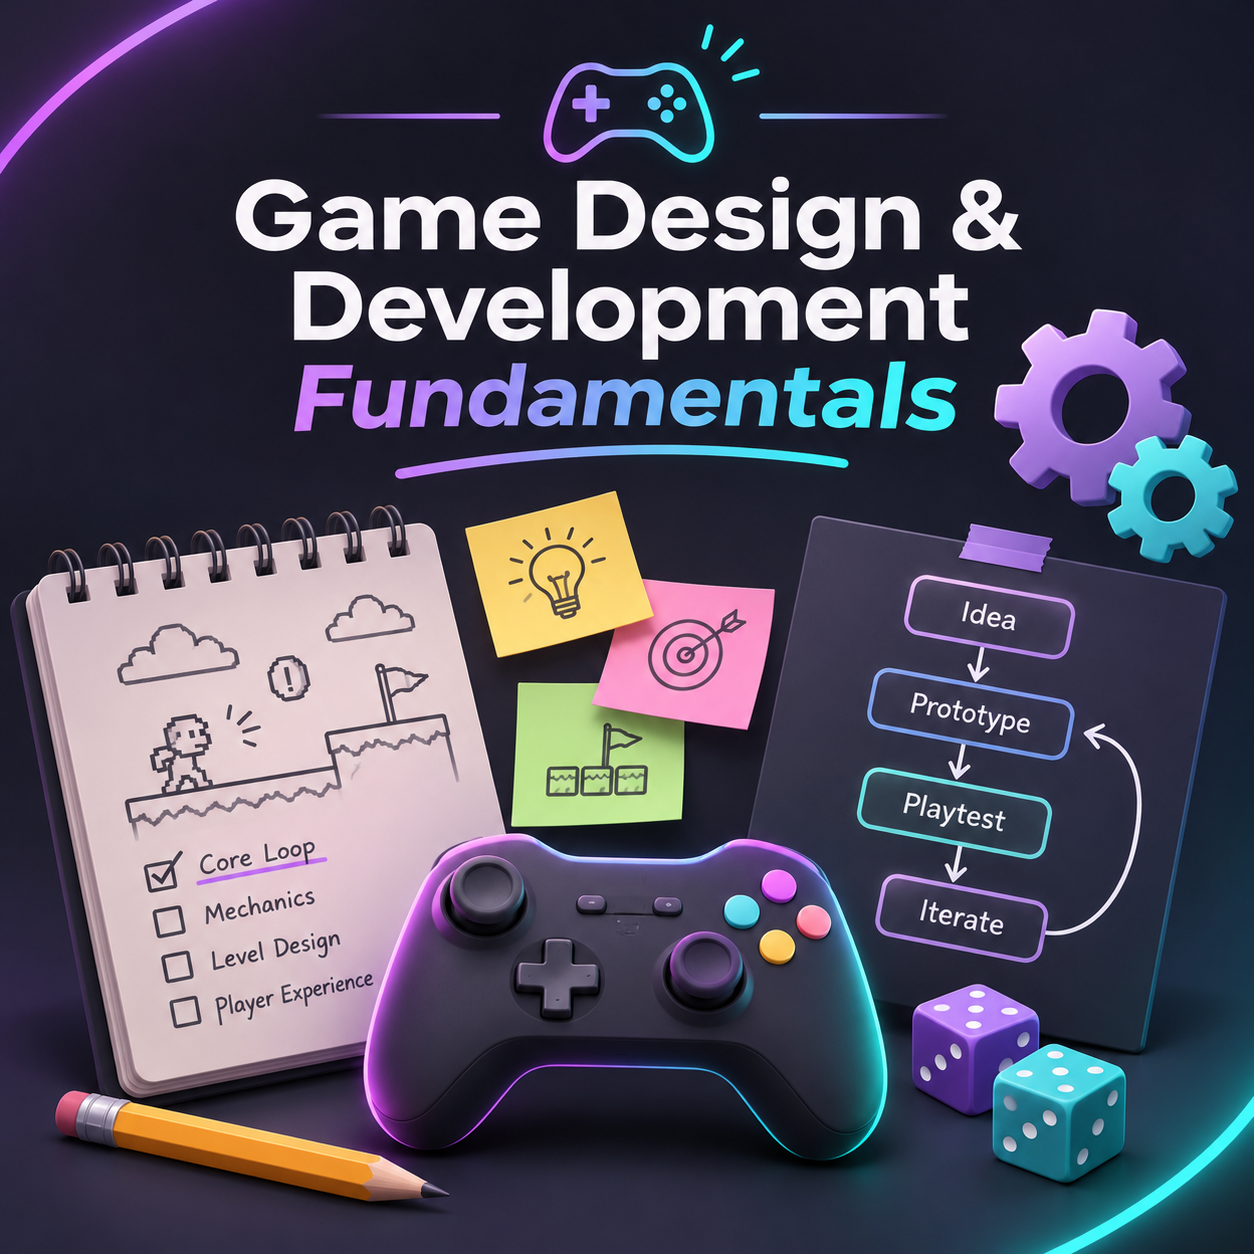 Game Design &
Development
Fundamentals
Core Loop
Mechanics
Level Design
Player Experience
Idea
Prototype
Playtest
Iterate